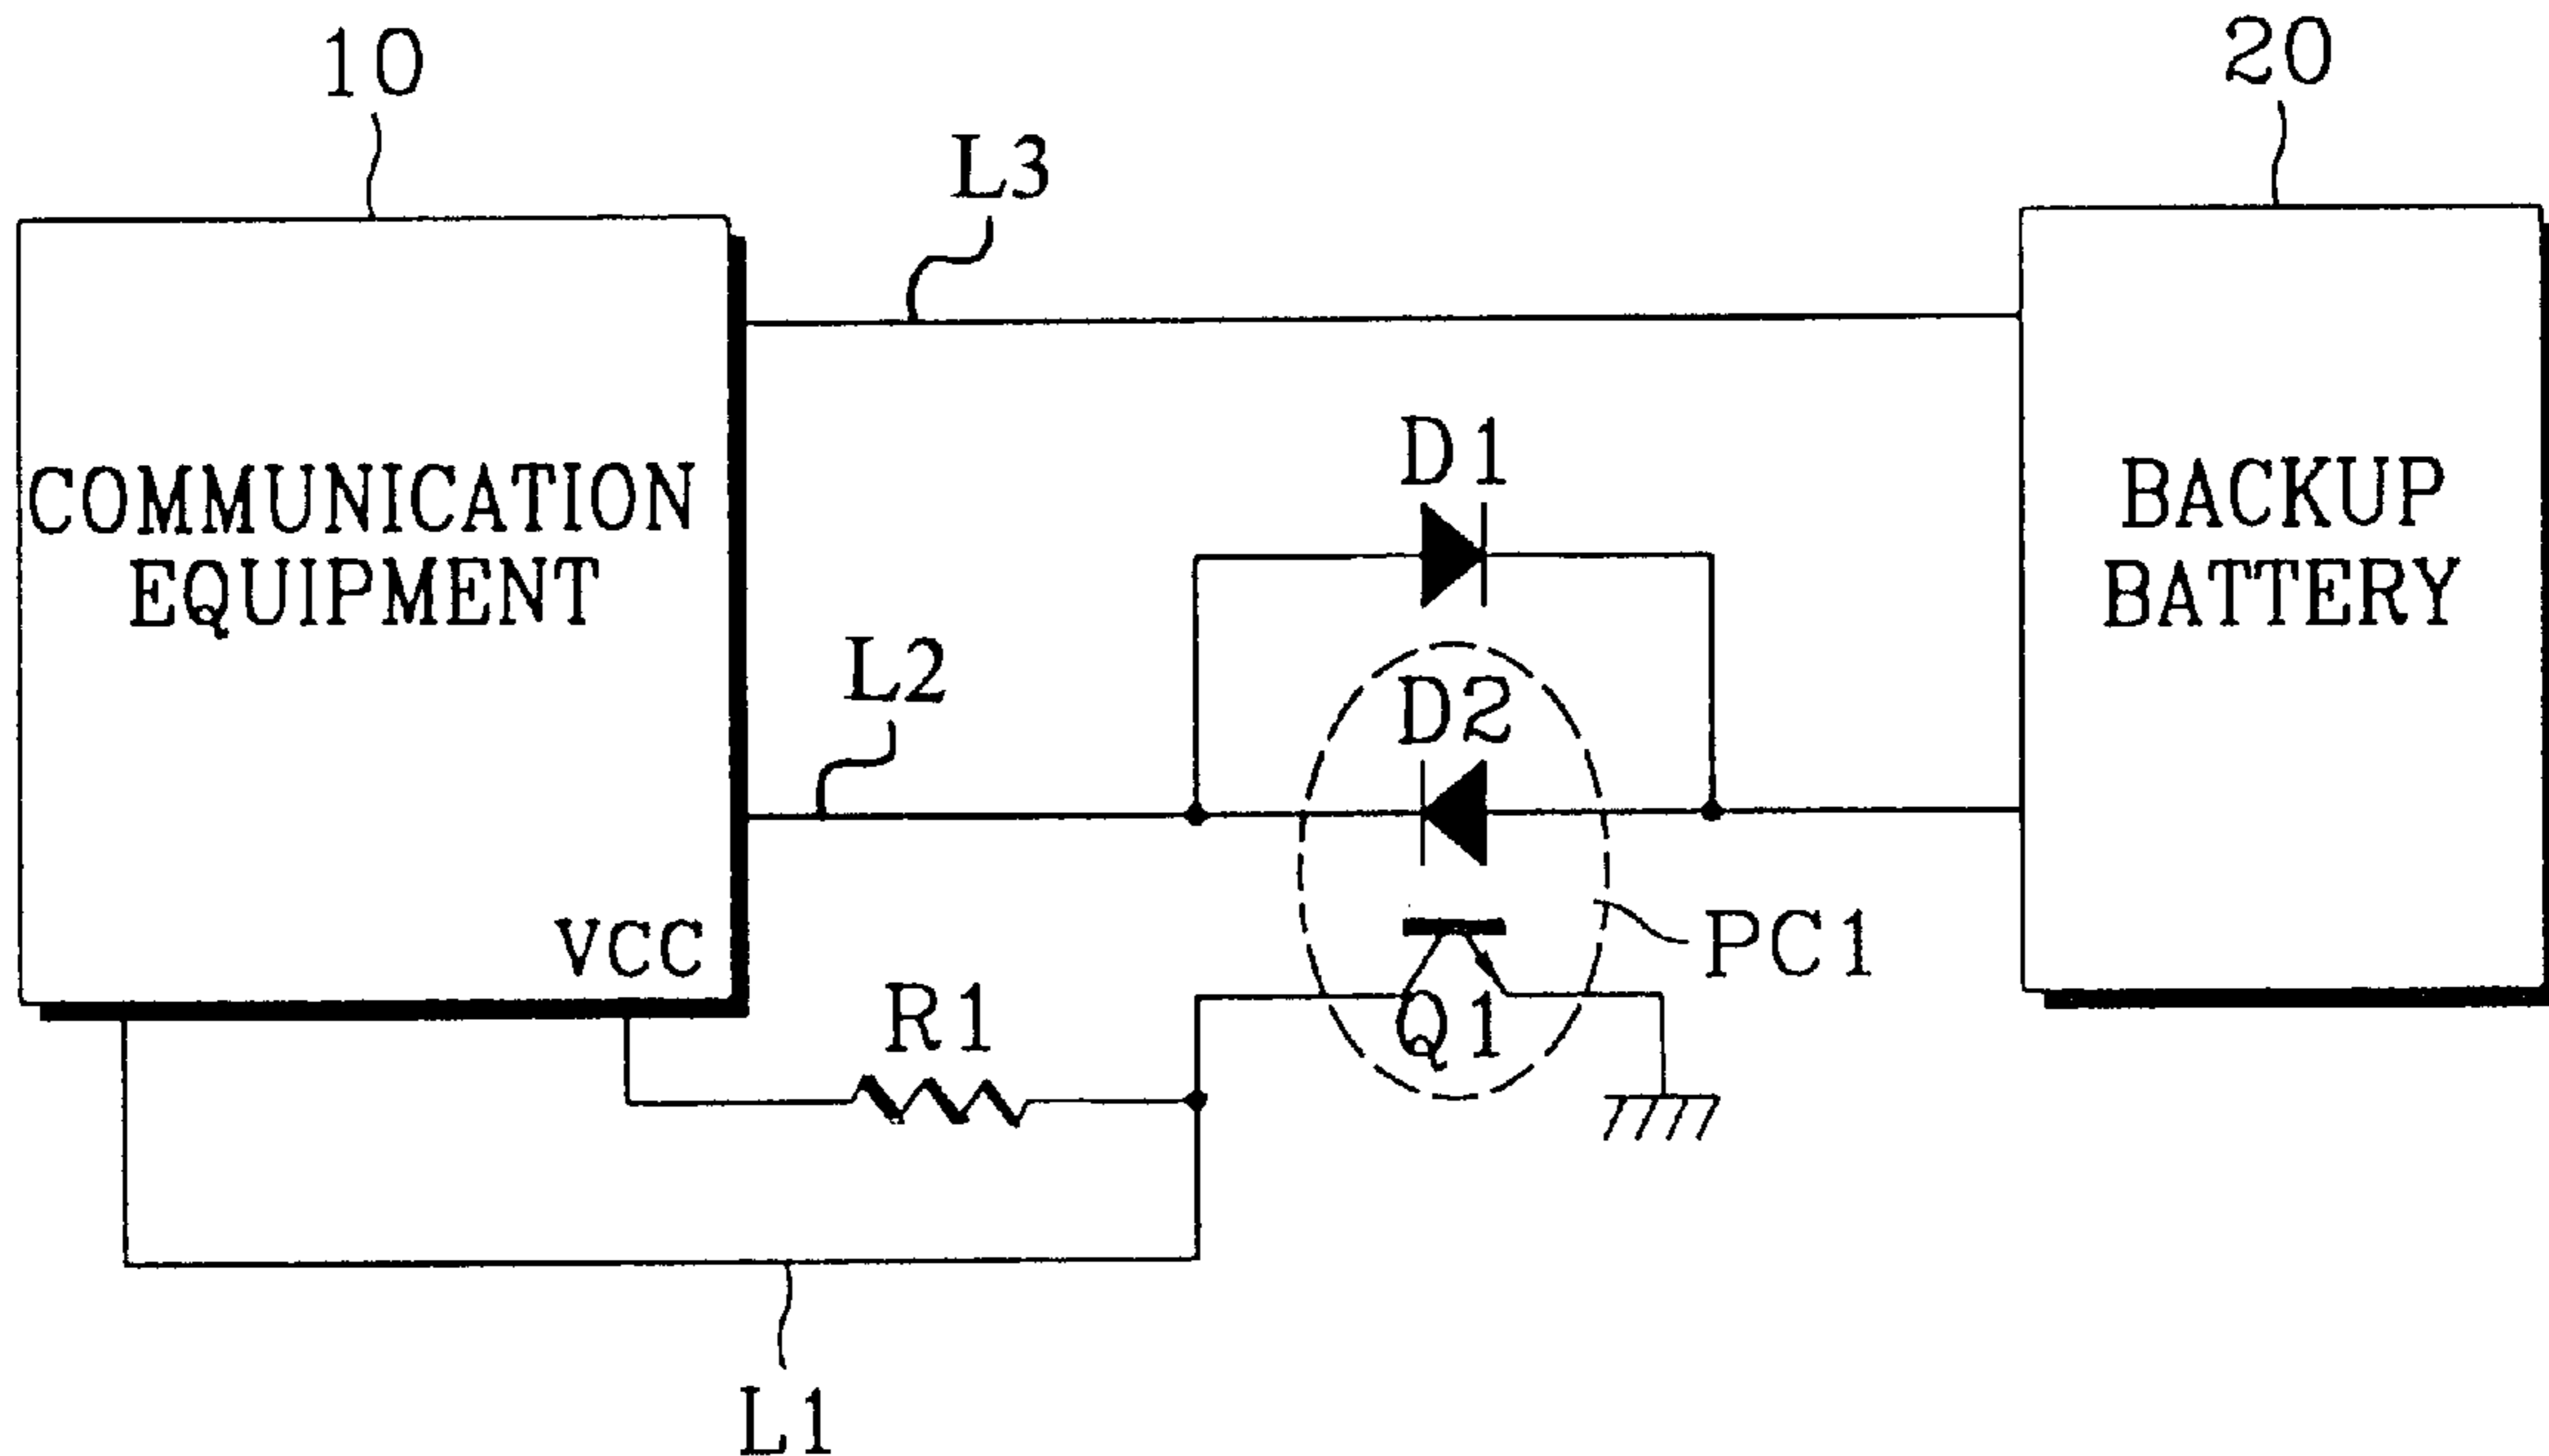 10
20
L3
COMMUNICATION
EQUIPMENT
BACKUP
BATTERY
D1
L2
D2
VCC
PC1
R1
Q1
L1